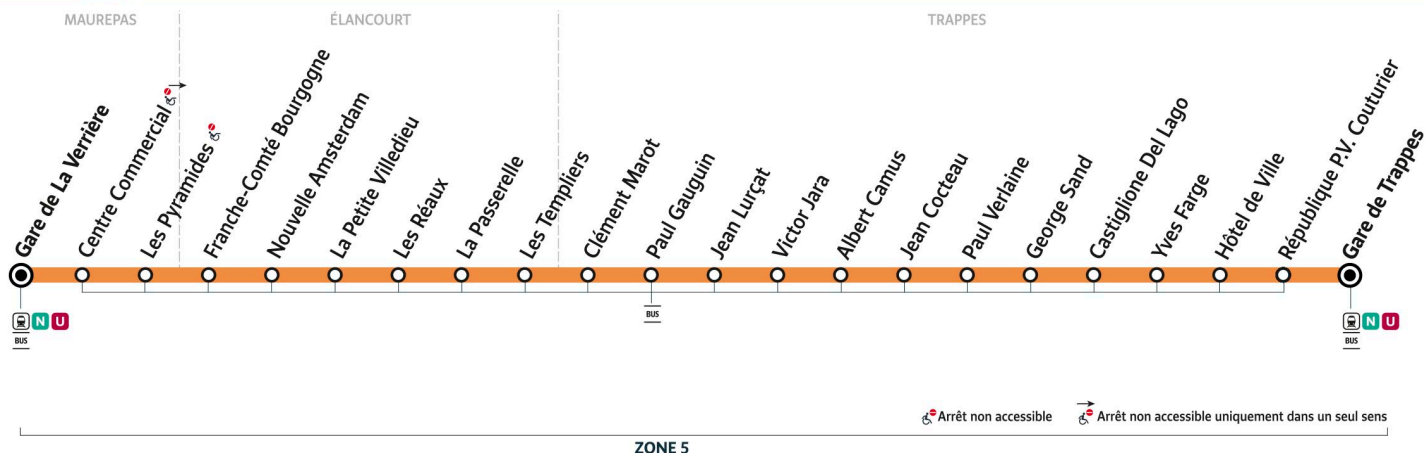 MAUREPAS
ÉLANCOURT
TRAPPES
Gare de La Verrière
Centre Commercial
Les Pyramides
Franche-Comté Bourgogne
Nouvelle Amsterdam
La Petite Villedieu
Les Réaux
La Passerelle
Les Templiers
Clément Marot
Paul Gauguin
Jean Lurçat
Victor Jara
Albert Camus
Jean Cocteau
Paul Verlaine
George Sand
Castiglione Del Lago
Yves Farge
Hôtel de Ville
République P.V. Couturier
Gare de Trappes
N U
BUS
BUS
N U
BUS
Arrêt non accessible
Arrêt non accessible uniquement dans un seul sens
ZONE 5